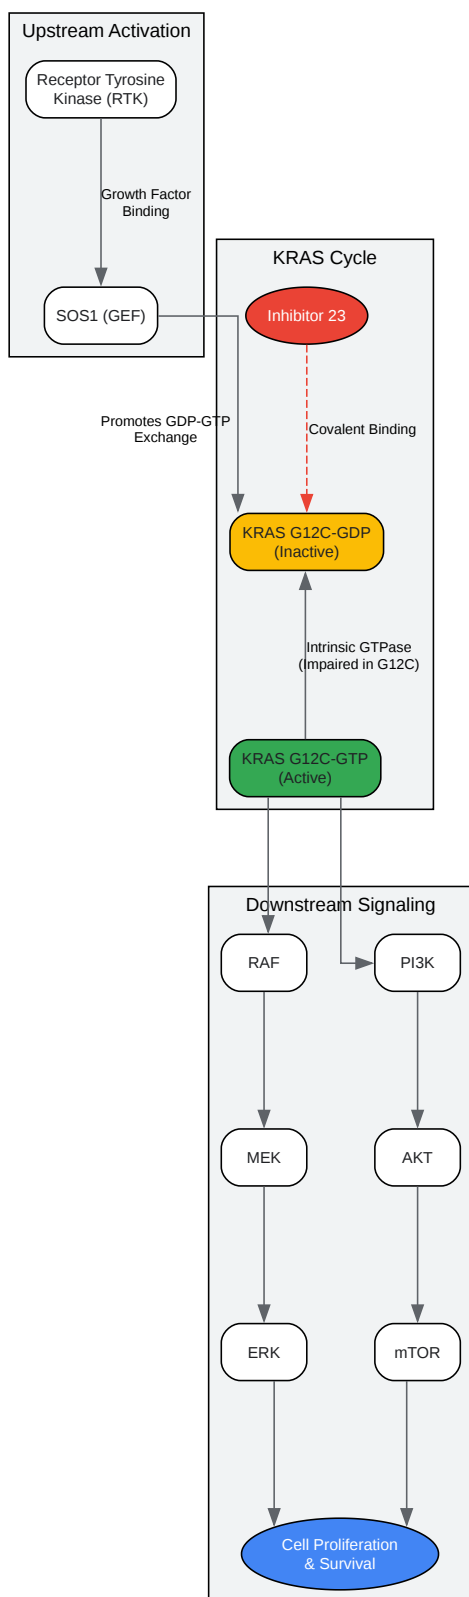 Upstream Activation
Receptor Tyrosine
Kinase (RTK)
Growth Factor
Binding
SOS1 (GEF)
KRAS Cycle
Inhibitor 23
Promotes GDP-GTP
Exchange
Covalent Binding
KRAS G12C-GDP
(Inactive)
Intrinsic GTPase
(Impaired in G12C)
KRAS G12C-GTP
(Active)
Downstream Signaling
RAF
PI3K
MEK
AKT
ERK
mTOR
Cell Proliferation
& Survival